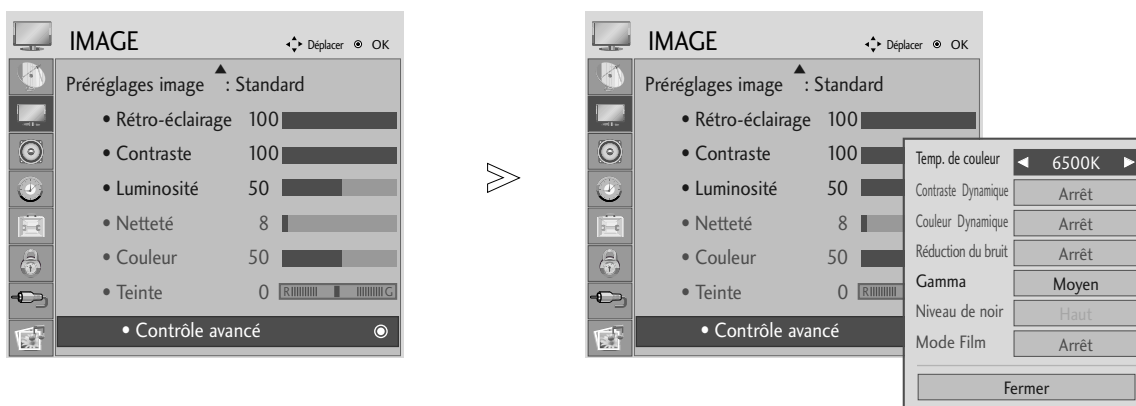 IMAGE Déplacer OK
Préréglages image : Standard
• Rétro-éclairage 100
• Contraste 100
• Luminosité 50
• Netteté 8
• Couleur 50
• Teinte 0 R G
• Contrôle avancé
IMAGE Déplacer OK
Préréglages image : Standard
• Rétro-éclairage 100
• Contraste 100
• Luminosité 50
• Netteté 8
• Couleur 50
• Teinte 0 R
• Contrôle avancé
Temp. de couleur 6500K
Contraste Dynamique Arrêt
Couleur Dynamique Arrêt
Réduction du bruit Arrêt
Gamma Moyen
Niveau de noir Haut
Mode Film Arrêt
Fermer